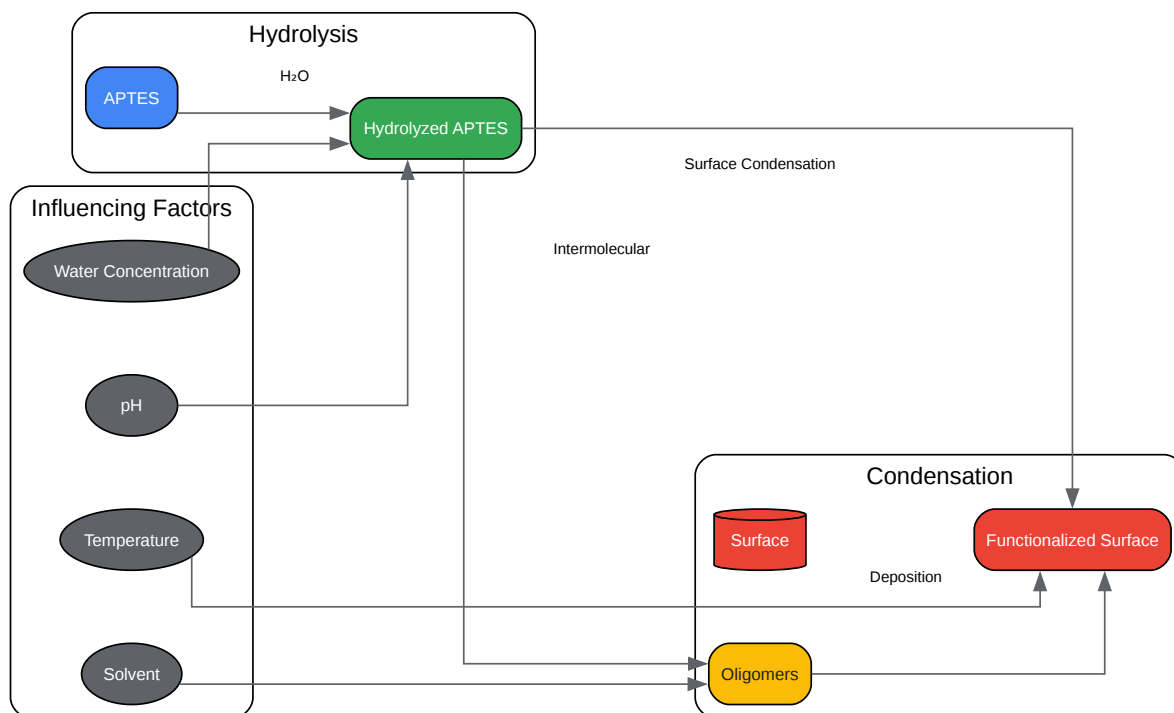 Hydrolysis
H₂O
APTES
Hydrolyzed APTES
Surface Condensation
Influencing Factors
Intermolecular
Water Concentration
pH
Condensation
Temperature
Surface
Functionalized Surface
Deposition
Solvent
Oligomers